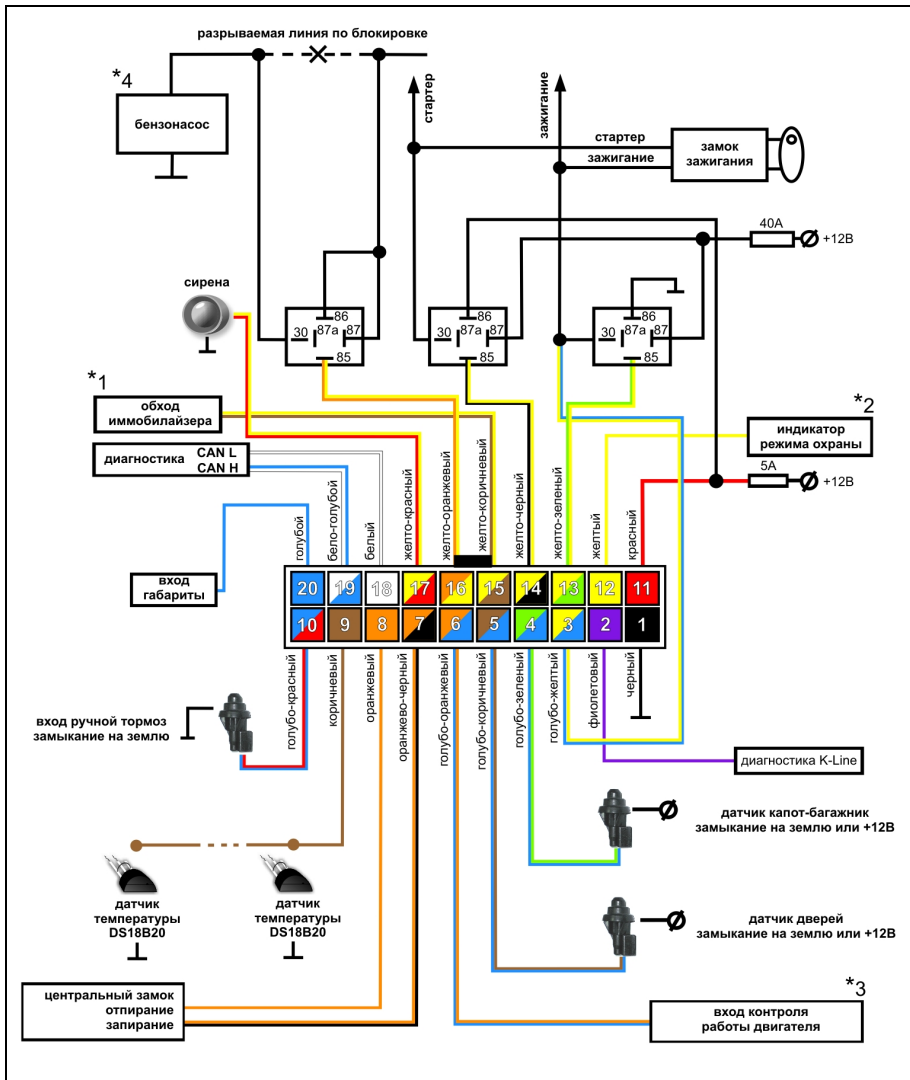 разрываемая линия по блокировке
*4
бензонасос
стартер
зажигание
стартер
зажигание
замок
зажигания
40А
+12В
сирена
86
30
87а
87
85
86
30
87а
87
85
86
30
87а
87
85
*1
обход
иммобилайзера
*2
индикатор
режима охраны
диагностика
CAN L
CAN H
5А
+12В
голубой
бело-голубой
белый
желто-красный
желто-оранжевый
желто-коричневый
желто-черный
желто-зеленый
желтый
красный
вход
габариты
20
19
18
17
16
15
14
13
12
11
10
9
8
7
6
5
4
3
2
1
голубо-красный
коричневый
оранжевый
оранжево-черный
голубо-оранжевый
голубо-коричневый
голубо-зеленый
голубо-желтый
фиолетовый
черный
вход ручной тормоз
замыкание на землю
диагностика K-Line
датчик капот-багажник
замыкание на землю или +12В
датчик
температуры
DS18B20
датчик
температуры
DS18B20
датчик дверей
замыкание на землю или +12В
центральный замок
отпирание
запирание
*3
вход контроля
работы двигателя